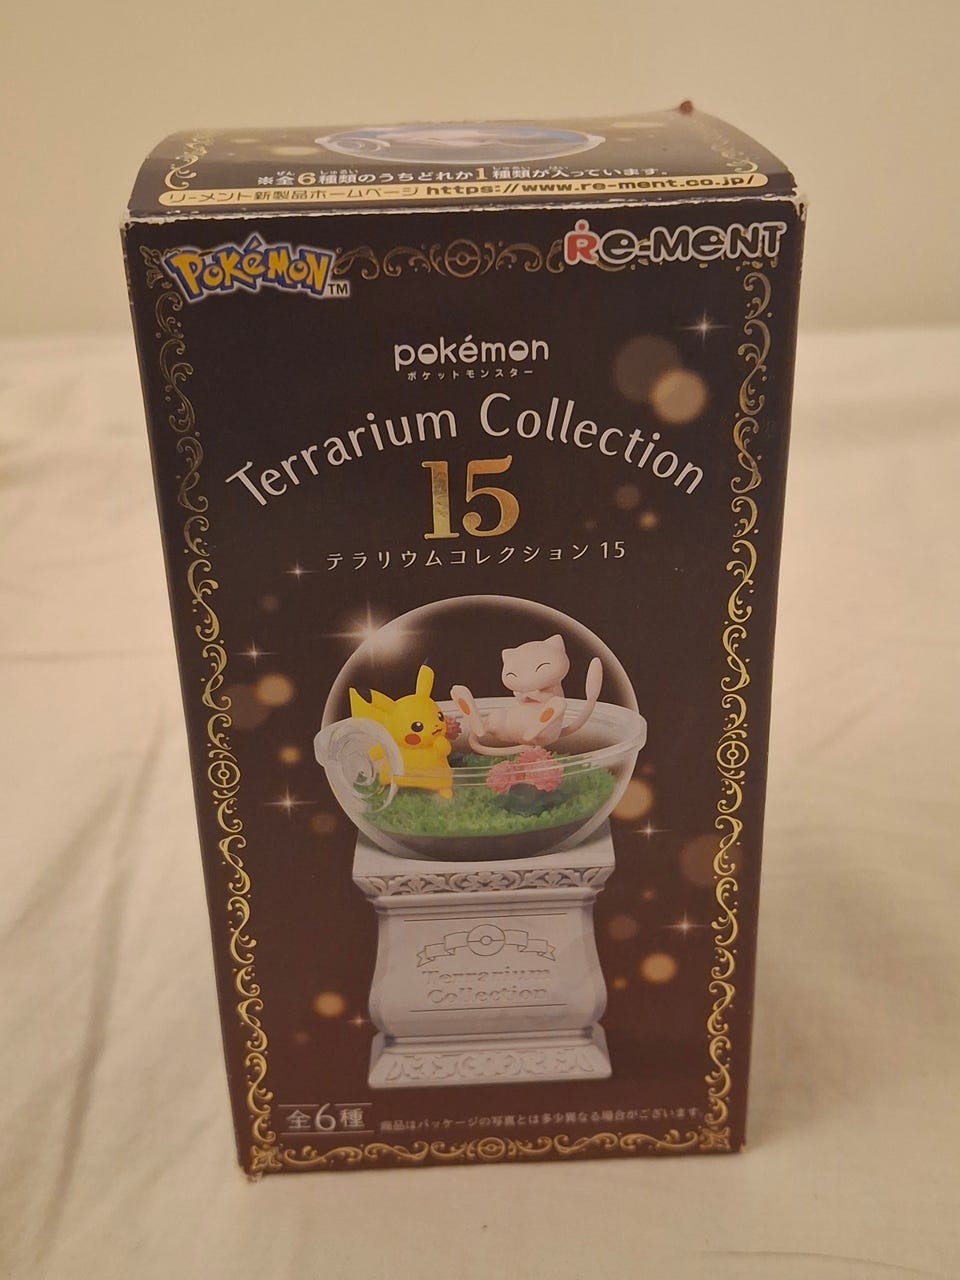 ※全6種類のうちどれか1種類が入っています。
リーメント新製品ホームページ https://www.re-ment.co.jp/
POKéMON TM
Re-MeNT
pokémon
ポケットモンスター
Terrarium Collection
15
テラリウムコレクション 15
Terrarium
Collection
全6種
商品はパッケージの写真とは多少異なる場合がございます。